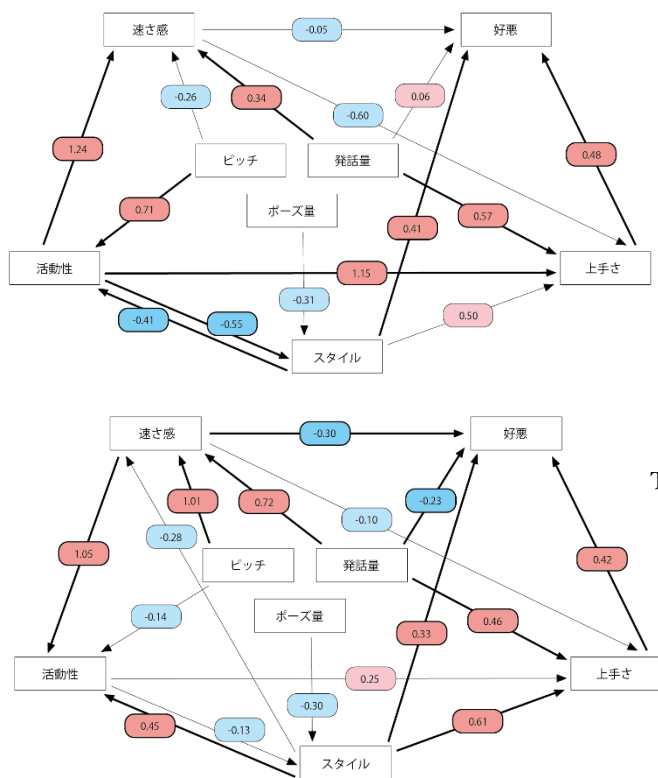 速さ感
-0.05
好悪
-0.26
0.34
0.06
-0.60
1.24
ピッチ
発話量
0.48
0.71
ポーズ量
0.57
0.41
活動性
1.15
上手さ
-0.41
-0.55
-0.31
0.50
スタイル
速さ感
-0.30
好悪
1.01
0.72
-0.23
-0.28
-0.10
1.05
ピッチ
発話量
0.42
-0.14
ポーズ量
0.46
0.33
活動性
0.25
上手さ
0.45
-0.13
-0.30
0.61
スタイル
T